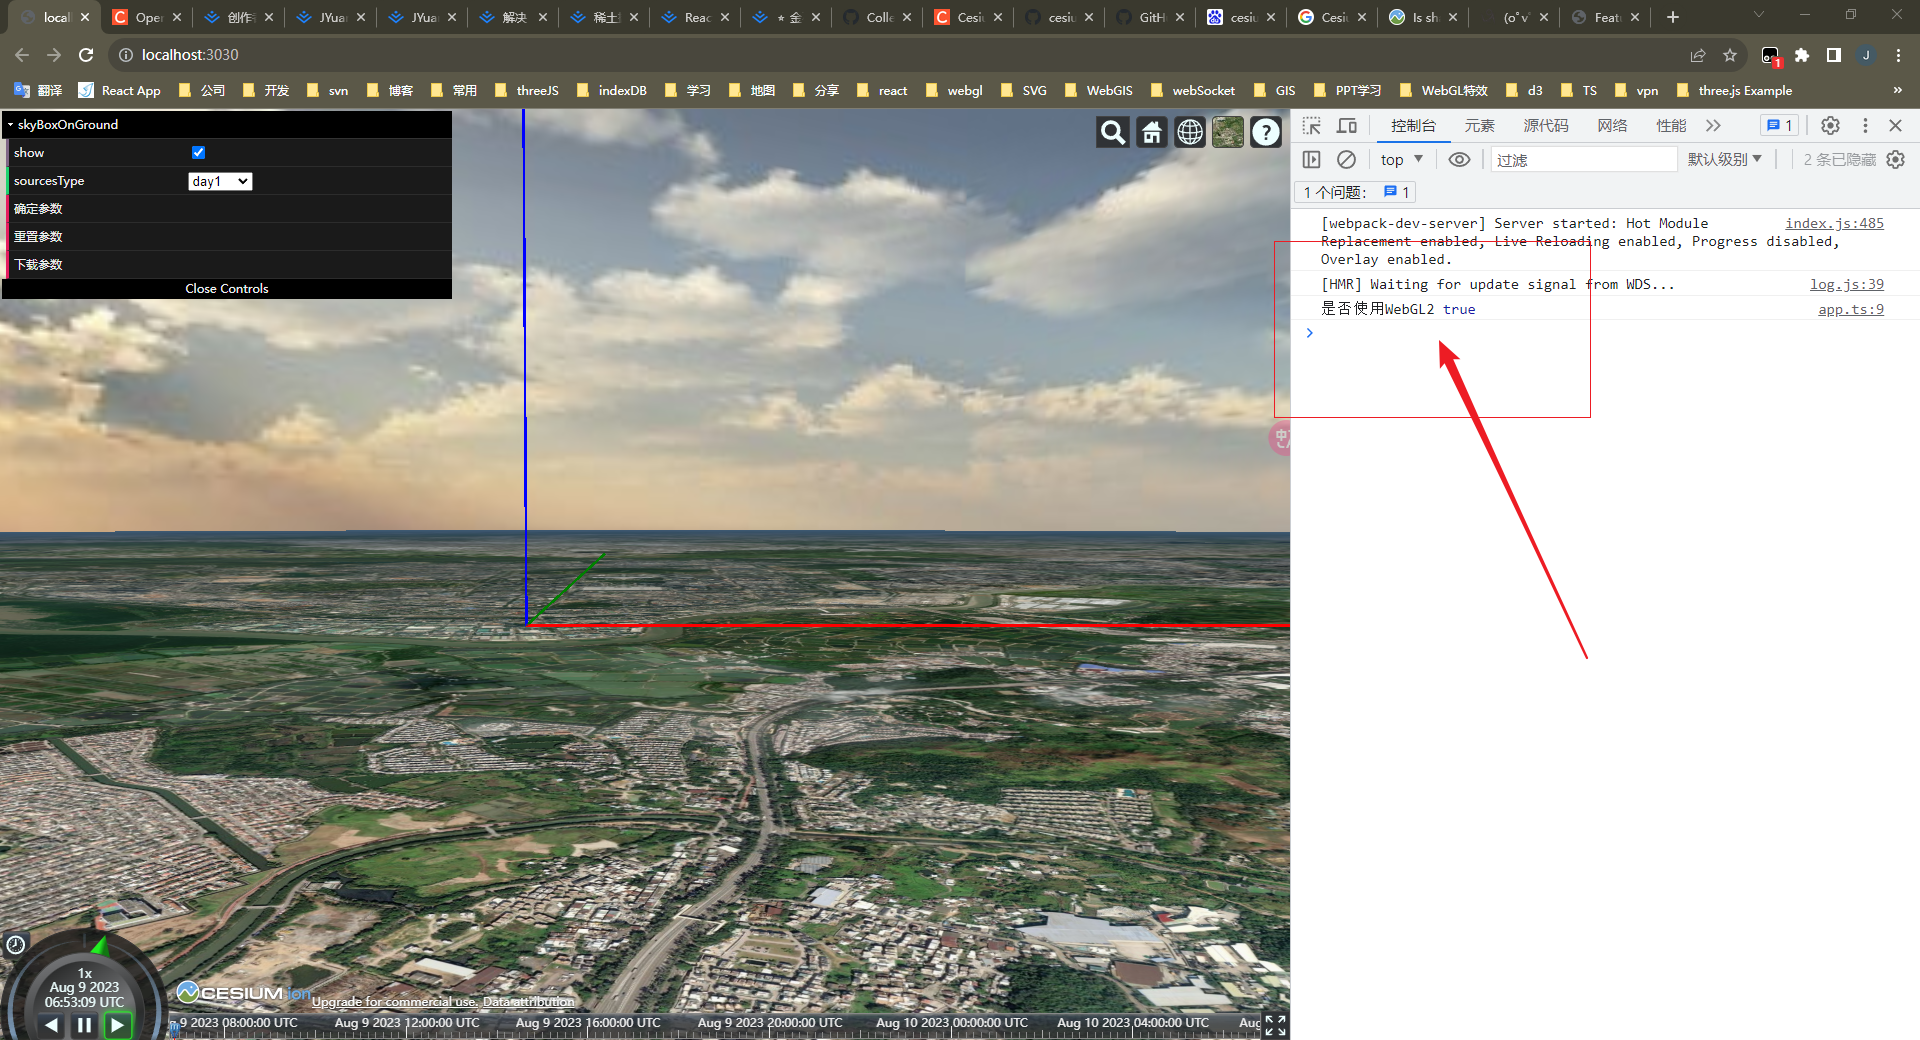 locall
Open
创作
JYuan
JYuan
解决
稀土
Reac
* 金
Colle
Cesi
cesiu
GitH
cesiu
Cesi
Is sh
(oﾟvﾟ
Featu
localhost:3030
J
1
翻译
React App
公司
开发
svn
博客
常用
threeJS
indexDB
学习
地图
分享
react
webgl
SVG
WebGIS
webSocket
GIS
PPT学习
WebGL特效
d3
TS
vpn
three.js Example
»
skyBoxOnGround
show
sourcesType day1
确定参数
重置参数
下载参数
Close Controls
?
控制台 元素 源代码 网络 性能 1
top 过滤 默认级别 2 条已隐藏
1 个问题: 1
[webpack-dev-server] Server started: Hot Module index.js:485
Replacement enabled, Live Reloading enabled, Progress disabled,
Overlay enabled.
[HMR] Waiting for update signal from WDS... log.js:39
是否使用WebGL2 true app.ts:9
中
1x
Aug 9 2023
06:53:09 UTC
CESIUM ion Upgrade for commercial use. Data attribution
9 2023 08:00:00 UTC Aug 9 2023 12:00:00 UTC Aug 9 2023 16:00:00 UTC Aug 9 2023 20:00:00 UTC Aug 10 2023 00:00:00 UTC Aug 10 2023 04:00:00 UTC Aug